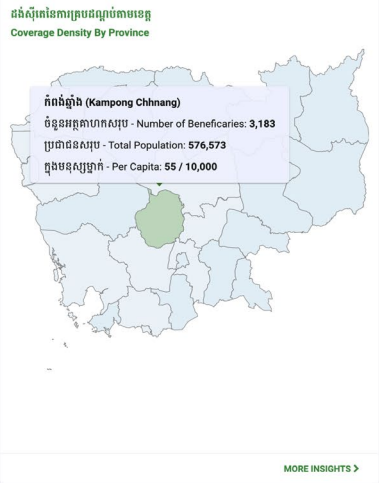 ដង់ស៊ីតេនៃការគ្របដណ្ដប់តាមខេត្ត
Coverage Density By Province
កំពង់ឆ្នាំង (Kampong Chhnang)
ចំនួនអត្ថគាហកសរុប - Number of Beneficaries: 3,183
ប្រជាជនសរុប - Total Population: 576,573
ក្នុងមនុស្សម្នាក់ - Per Capita: 55 / 10,000
MORE INSIGHTS